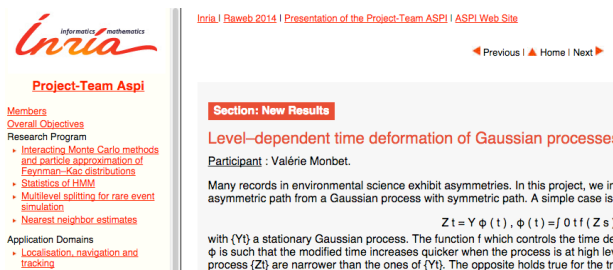 informatics mathematics
Inria
Project-Team Aspi
Members
Overall Objectives
Research Program
Interacting Monte Carlo methods
and particle approximation of
Feynman–Kac distributions
Statistics of HMM
Multilevel splitting for rare event
simulation
Nearest neighbor estimates
Application Domains
Localisation, navigation and
tracking
Inria | Raweb 2014 | Presentation of the Project-Team ASPI | ASPI Web Site
Previous | Home | Next
Section: New Results
Level–dependent time deformation of Gaussian processes
Participant : Valérie Monbet.
Many records in environmental science exhibit asymmetries. In this project, we in
asymmetric path from a Gaussian process with symmetric path. A simple case is
Z t = Y ϕ ( t ) , ϕ ( t ) = ∫ 0 t f ( Z s )
with {Yt} a stationary Gaussian process. The function f which controls the time de
ϕ is such that the modified time increases quicker when the process is at high lev
process {Zt} are narrower than the ones of {Yt}. The opposite holds true for the tr